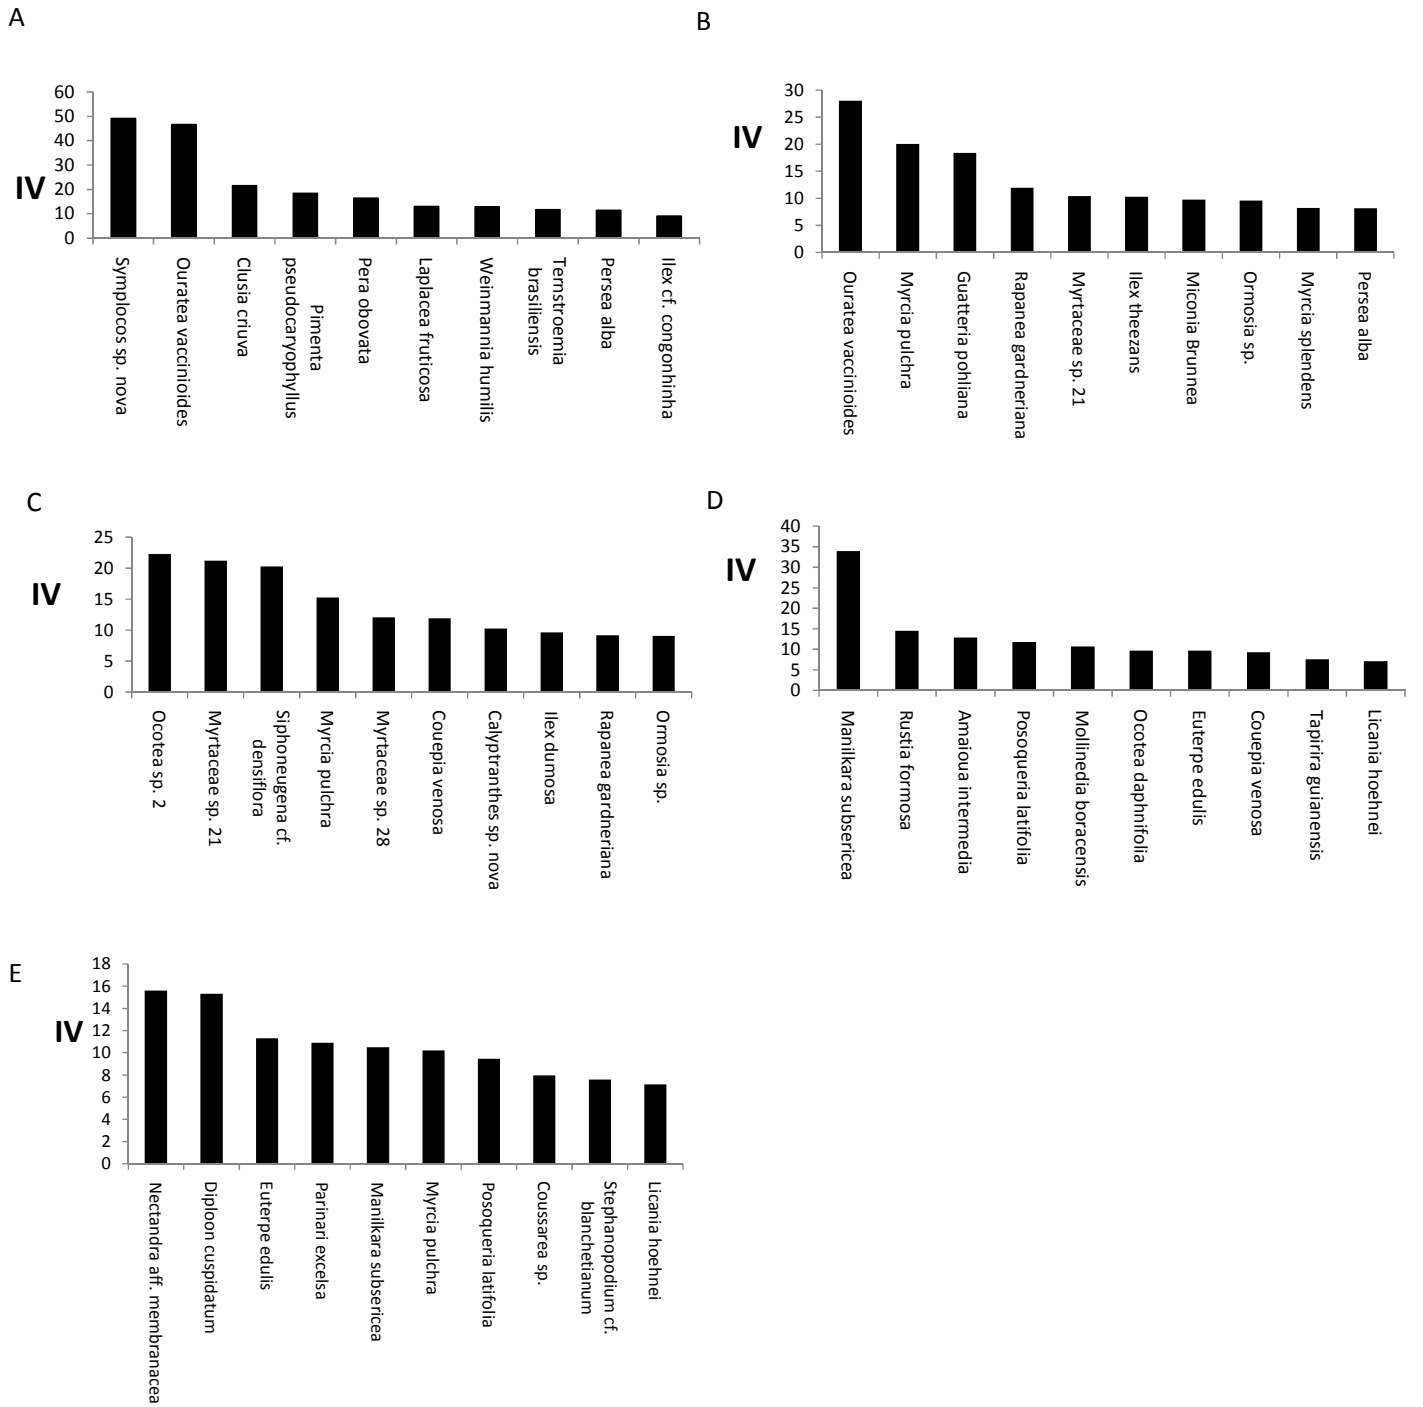 A
60
50
40
30
20
10
0
IV
Symplocos sp. nova
Ouratea vaccinioides
Clusia criuva
Pimenta
pseudocaryophyllus
Pera obovata
Laplacea fruticosa
Weinmannia humilis
Ternstroemia
brasiliensis
Persea alba
Ilex cf. congonhinha
B
30
25
20
15
10
5
0
IV
Ouratea vaccinioides
Myrcia pulchra
Guatteria pohliana
Rapanea gardneriana
Myrtaceae sp. 21
Ilex theezans
Miconia Brunnea
Ormosia sp.
Myrcia splendens
Persea alba
C
25
20
15
10
5
0
IV
Ocotea sp. 2
Myrtaceae sp. 21
Siphoneugena cf.
densiflora
Myrcia pulchra
Myrtaceae sp. 28
Couepia venosa
Calyptranthes sp. nova
Ilex dumosa
Rapanea gardneriana
Ormosia sp.
D
40
35
30
25
20
15
10
5
0
IV
Manilkara subsericea
Rustia formosa
Amaioua intermedia
Posoqueria latifolia
Mollinedia boracensis
Ocotea daphnifolia
Euterpe edulis
Couepia venosa
Tapirira guianensis
Licania hoehnei
E
18
16
14
12
10
8
6
4
2
0
IV
Nectandra aff. membranacea
Diploon cuspidatum
Euterpe edulis
Parinari excelsa
Manilkara subsericea
Myrcia pulchra
Posoqueria latifolia
Coussarea sp.
Stephanopodium cf.
blanchetianum
Licania hoehnei